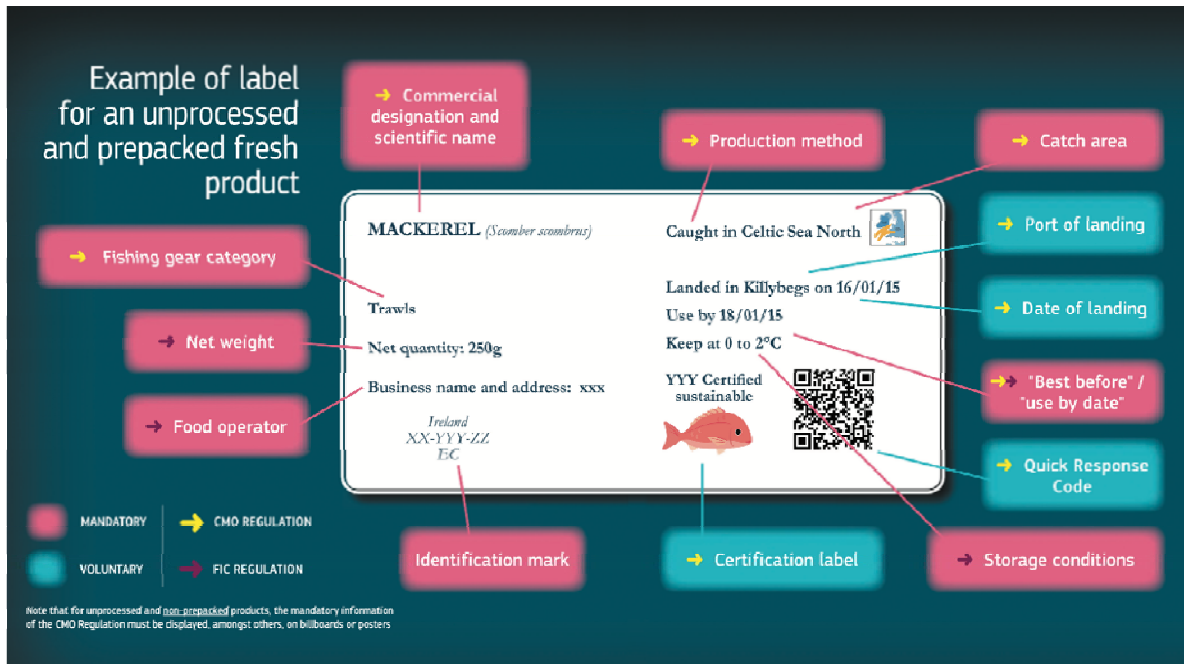 Example of label
for an unprocessed
and prepacked fresh
product
Commercial
designation and
scientific name
Production method
Catch area
Fishing gear category
Net weight
Food operator
MACKEREL (Scomber scombrus)
Trawls
Net quantity: 250g
Business name and address: xxx
Ireland
XX-YYY-ZZ
EC
Caught in Celtic Sea North
Landed in Killybegs on 16/01/15
Use by 18/01/15
Keep at 0 to 2°C
YYY Certified
sustainable
Port of landing
Date of landing
"Best before" /
"use by date"
Quick Response
Code
Identification mark
Certification label
Storage conditions
MANDATORY
VOLUNTARY
CMO REGULATION
FIC REGULATION
Note that for unprocessed and non-prepacked products, the mandatory information
of the CMO Regulation must be displayed, amongst others, on billboards or posters